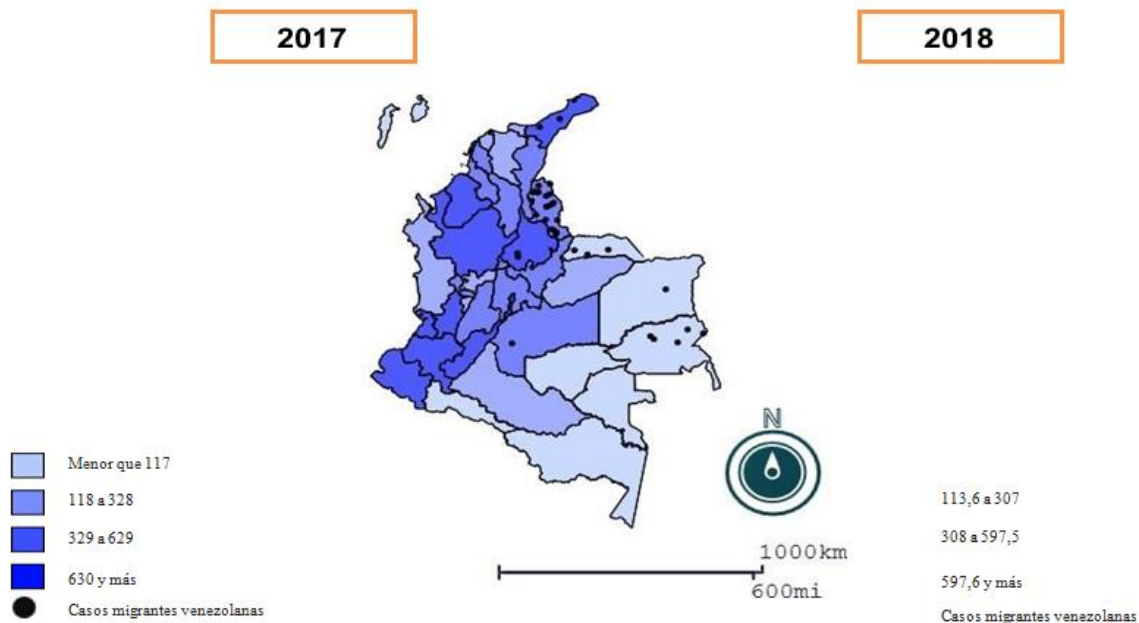 2017
2018
N
Menor que 117
118 a 328
329 a 629
630 y más
Casos migrantes venezolanas
1000km
600mi
113,6 a 307
308 a 597,5
597,6 y más
Casos migrantes venezolanas